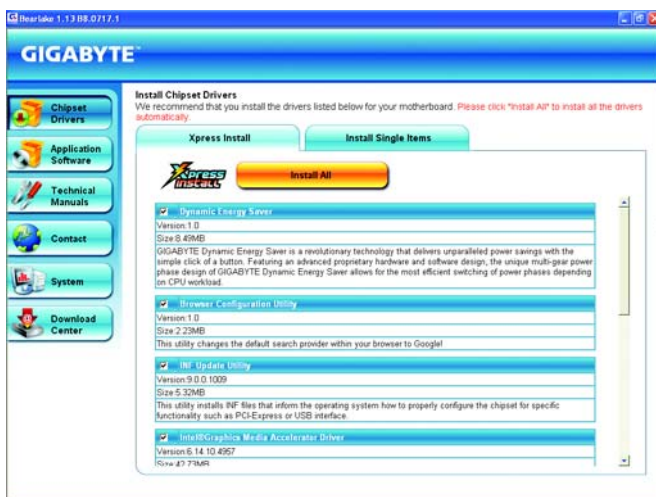 Bearlake 1.13 B8.0717.1
GIGABYTE™
Chipset
Drivers
Application
Software
Technical
Manuals
Contact
System
Download
Center
Install Chipset Drivers
We recommend that you install the drivers listed below for your motherboard. Please click "Install All" to install all the drivers
automatically.
Xpress Install
Install Single Items
Xpress
Install
Install All
Dynamic Energy Saver
Version:1.0
Size:8.49MB
GIGABYTE Dynamic Energy Saver is a revolutionary technology that delivers unparalleled power savings with the
simple click of a button. Featuring an advanced proprietary hardware and software design, the unique multi-gear power
phase design of GIGABYTE Dynamic Energy Saver allows for the most efficient switching of power phases depending
on CPU workload.
Browser Configuration Utility
Version:1.0
Size:2.23MB
This utility changes the default search provider within your browser to Google!
INF Update Utility
Version:9.0.0.1009
Size:5.32MB
This utility installs INF files that inform the operating system how to properly configure the chipset for specific
functionality such as PCI-Express or USB interface.
Intel®Graphics Media Accelerator Driver
Version:6.14.10.4957
Size:42.73MB